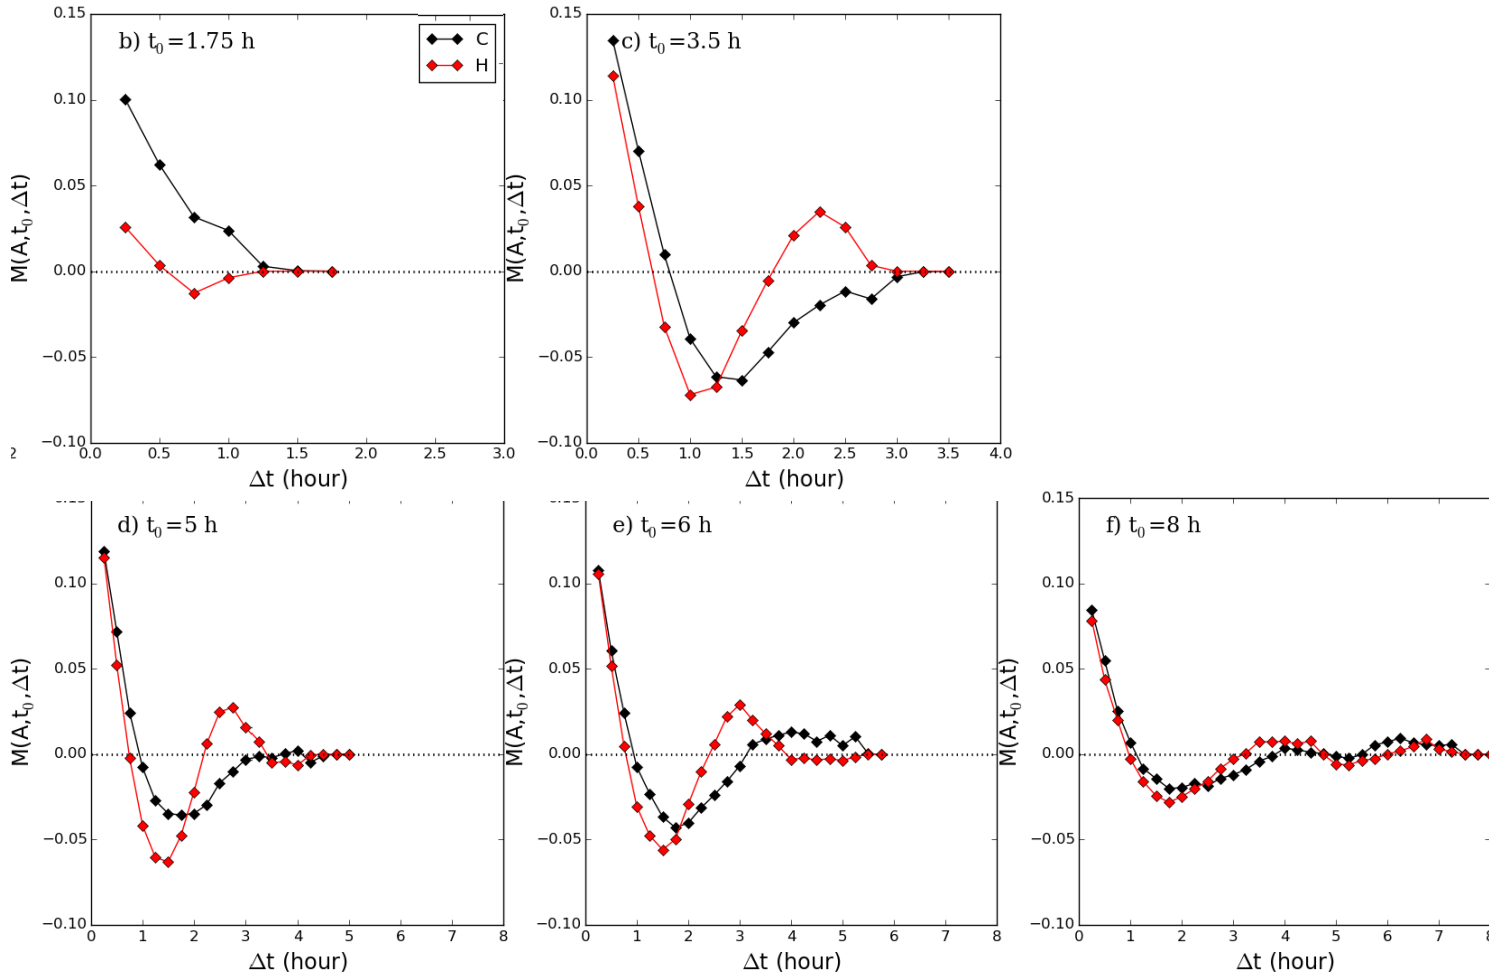 b) t₀=1.75 h
C
H
0.15
0.10
0.05
0.00
−0.05
−0.10
M(A,t₀,Δt)
0.0 0.5 1.0 1.5 2.0 2.5 3.0
Δt (hour)
2
c) t₀=3.5 h
0.15
0.10
0.05
0.00
−0.05
−0.10
M(A,t₀,Δt)
0.0 0.5 1.0 1.5 2.0 2.5 3.0 3.5 4.0
Δt (hour)
d) t₀=5 h
0.15
0.10
0.05
0.00
−0.05
−0.10
M(A,t₀,Δt)
0 1 2 3 4 5 6 7 8
Δt (hour)
e) t₀=6 h
0.15
0.10
0.05
0.00
−0.05
−0.10
M(A,t₀,Δt)
0 1 2 3 4 5 6 7 8
Δt (hour)
f) t₀=8 h
0.15
0.10
0.05
0.00
−0.05
−0.10
M(A,t₀,Δt)
0 1 2 3 4 5 6 7 8
Δt (hour)